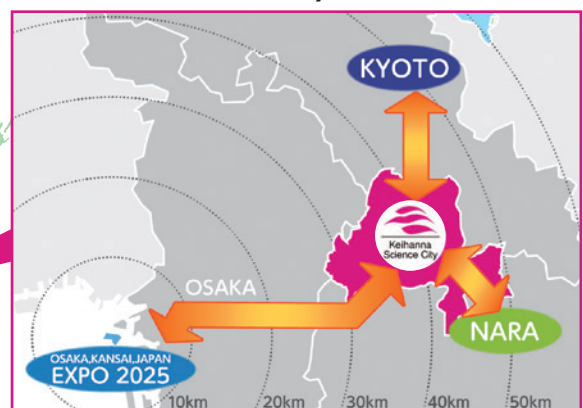 KYOTO
Keihanna
Science City
OSAKA
NARA
OSAKA,KANSAI,JAPAN
EXPO 2025
10km 20km 30km 40km 50km